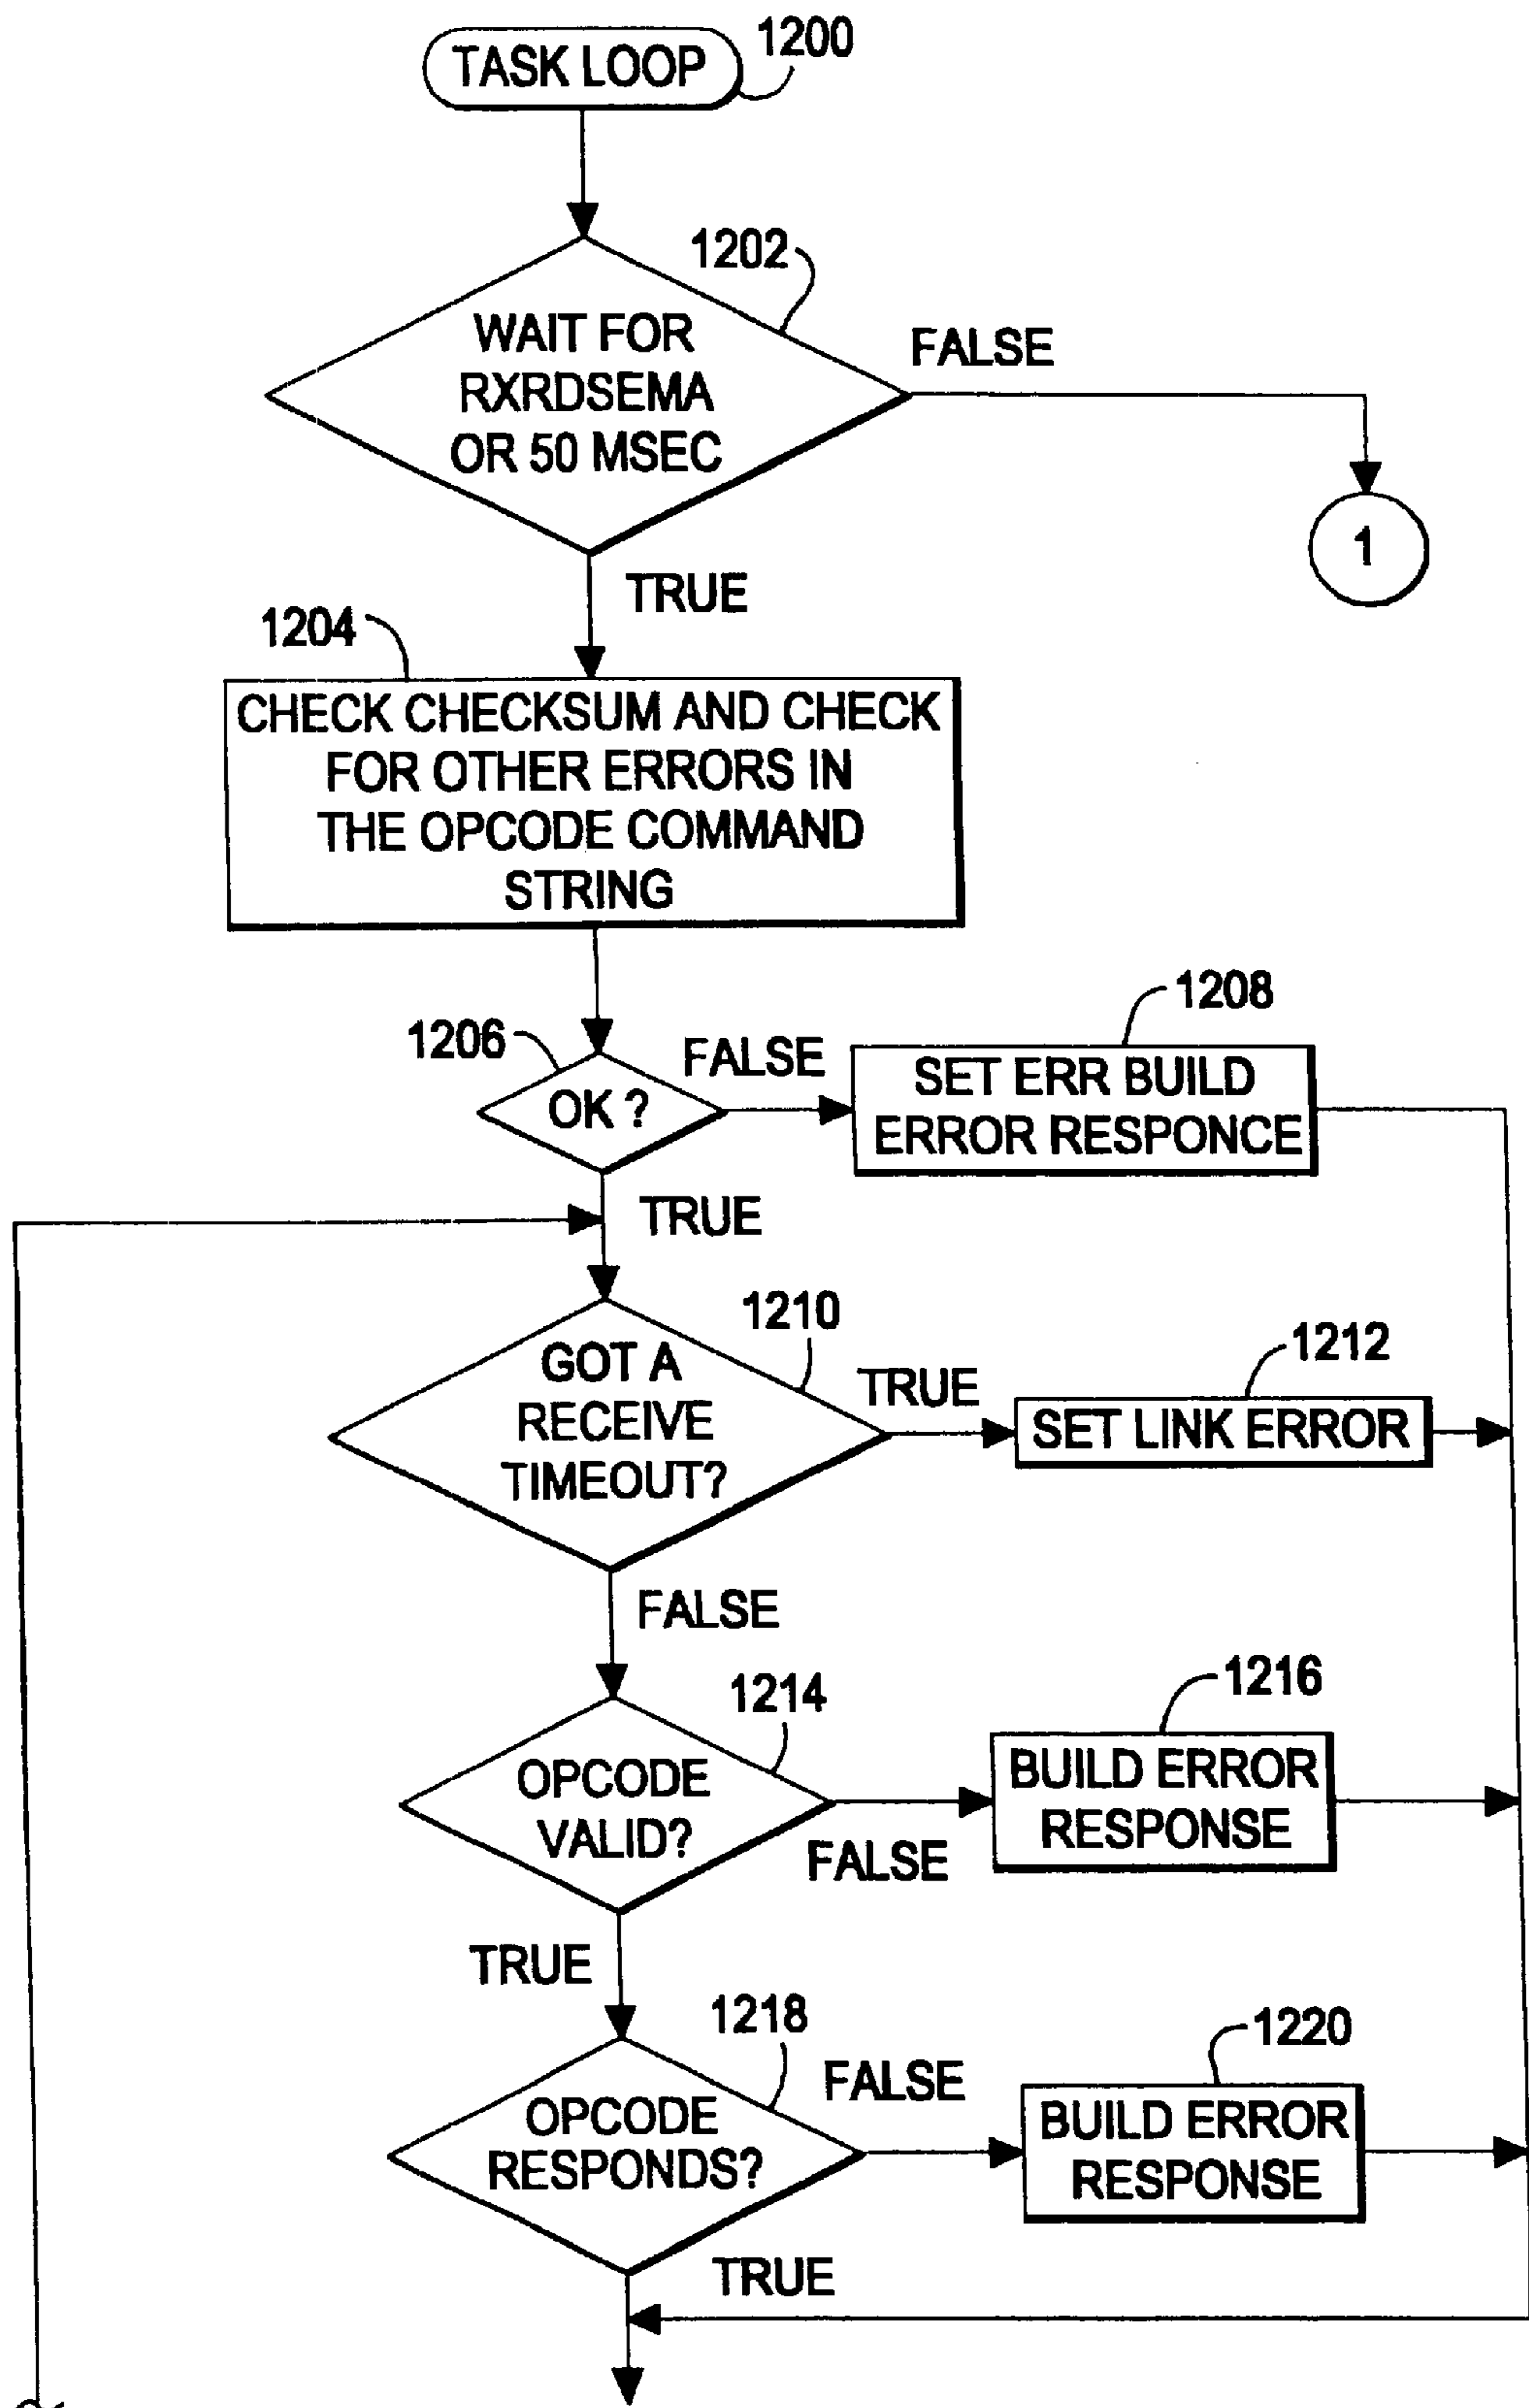 TASK LOOP
1200
1202
WAIT FOR
RXRDSEMA
OR 50 MSEC
FALSE
1
TRUE
1204
CHECK CHECKSUM AND CHECK
FOR OTHER ERRORS IN
THE OPCODE COMMAND
STRING
1206
OK ?
FALSE
1208
SET ERR BUILD
ERROR RESPONCE
TRUE
1210
GOT A
RECEIVE
TIMEOUT?
TRUE
1212
SET LINK ERROR
FALSE
1214
OPCODE
VALID?
FALSE
1216
BUILD ERROR
RESPONSE
TRUE
1218
OPCODE
RESPONDS?
FALSE
1220
BUILD ERROR
RESPONSE
TRUE